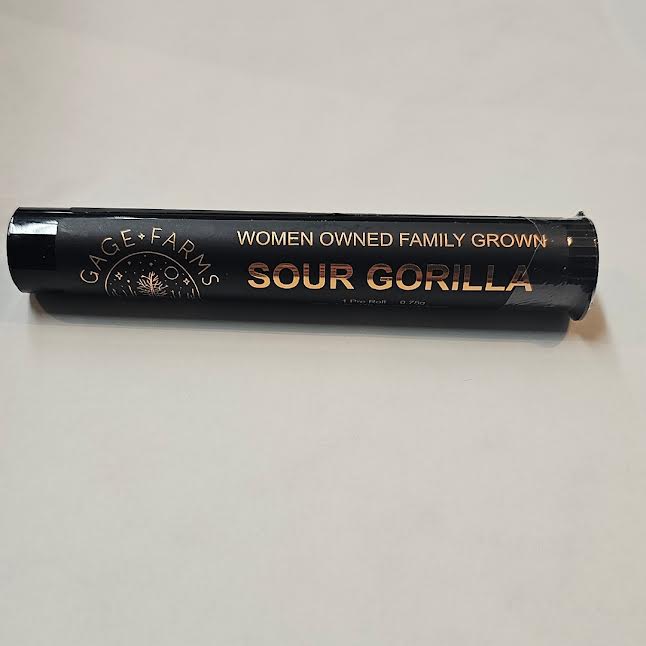 GAGE✦FARMS
WOMEN OWNED FAMILY GROWN
SOUR GORILLA
1 Pre Roll 0.75g